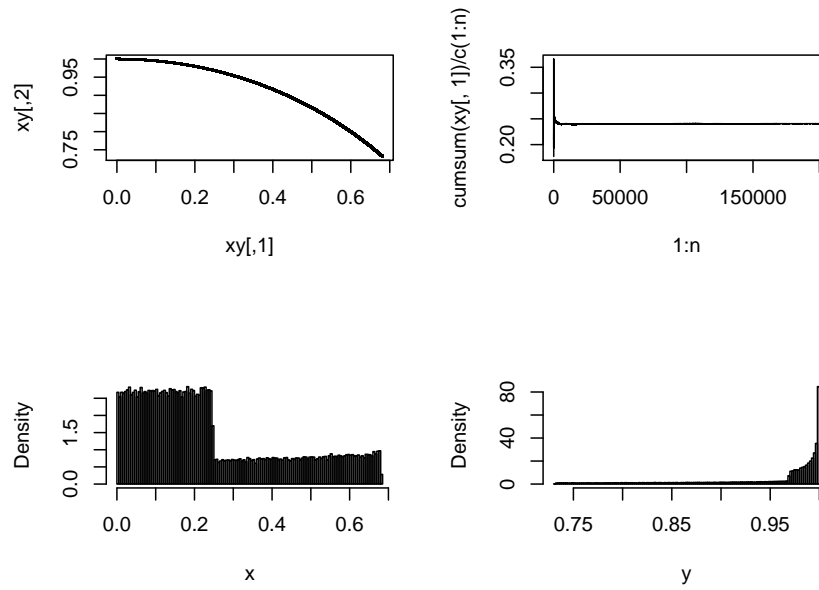 xy[,2]
0.75 0.95
0.0 0.2 0.4 0.6
xy[,1]
cumsum(xy[, 1])/c(1:n)
0.20 0.35
0 50000 150000
1:n
Density
0.0 1.5
0.0 0.2 0.4 0.6
x
Density
0 40 80
0.75 0.85 0.95
y